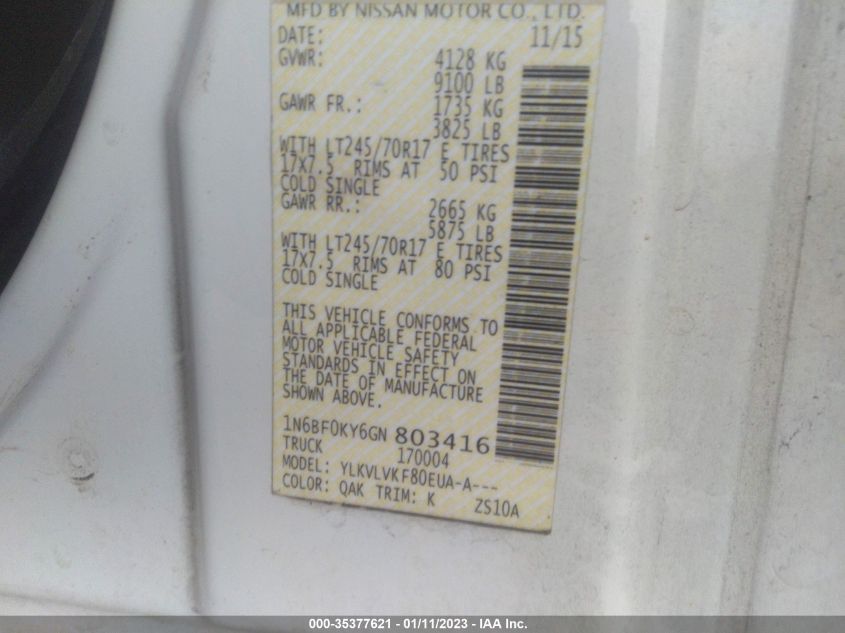 MFD BY NISSAN MOTOR CO., LTD.
DATE: 11/15
GVWR: 4128 KG
9100 LB
GAWR FR.: 1735 KG
3825 LB
WITH LT245/70R17 E TIRES
17X7.5 RIMS AT 50 PSI
COLD SINGLE
GAWR RR.: 2665 KG
5875 LB
WITH LT245/70R17 E TIRES
17X7.5 RIMS AT 80 PSI
COLD SINGLE
THIS VEHICLE CONFORMS TO
ALL APPLICABLE FEDERAL
MOTOR VEHICLE SAFETY
STANDARDS IN EFFECT ON
THE DATE OF MANUFACTURE
SHOWN ABOVE.
1N6BF0KY6GN 803416
TRUCK 170004
MODEL: YLKVLVKF80EUA-A---
COLOR: QAK TRIM: K ZS10A
000-35377621 - 01/11/2023 - IAA Inc.